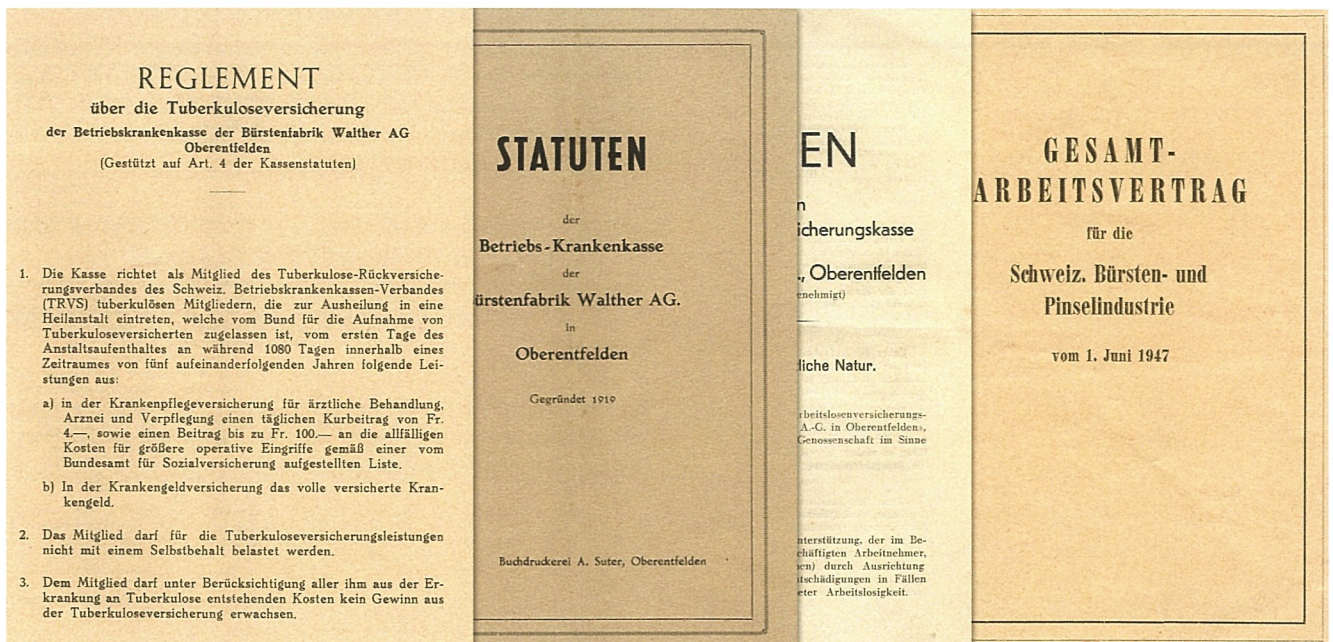 REGLEMENT
über die Tuberkuloseversicherung
der Betriebskrankenkasse der Bürstenfabrik Walther AG
Oberentfelden
(Gestützt auf Art. 4 der Kassenstatuten)
1. Die Kasse richtet als Mitglied des Tuberkulose-Rückversiche-
rungsverbandes des Schweiz. Betriebskrankenkassen-Verbandes
(TRVS) tuberkulösen Mitgliedern, die zur Ausheilung in eine
Heilanstalt eintreten, welche vom Bund für die Aufnahme von
Tuberkuloseversicherten zugelassen ist, vom ersten Tage des
Anstaltsaufenthaltes an während 1080 Tagen innerhalb eines
Zeitraumes von fünf aufeinanderfolgenden Jahren folgende Lei-
stungen aus:
a) in der Krankenpflegeversicherung für ärztliche Behandlung,
Arznei und Verpflegung einen täglichen Kurbeitrag von Fr.
4.—, sowie einen Beitrag bis zu Fr. 100.— an die allfälligen
Kosten für größere operative Eingriffe gemäß einer vom
Bundesamt für Sozialversicherung aufgestellten Liste.
b) In der Krankengeldversicherung das volle versicherte Kran-
kengeld.
2. Das Mitglied darf für die Tuberkuloseversicherungsleistungen
nicht mit einem Selbstbehalt belastet werden.
3. Dem Mitglied darf unter Berücksichtigung aller ihm aus der Er-
krankung an Tuberkulose entstehenden Kosten kein Gewinn aus
der Tuberkuloseversicherung erwachsen.
STATUTEN
der
Betriebs-Krankenkasse
der
ürstenfabrik Walther AG.
in
Oberentfelden
Gegründet 1919
Buchdruckerei A. Suter, Oberentfelden
EN
n
icherungskasse
., Oberentfelden
enehmigt)
liche Natur.
rbeitslosenversicherungs-
A.-G. in Oberentfelden»,
Genossenschaft im Sinne
nterstützung, der im Be-
chäftigten Arbeitnehmer,
en) durch Ausrichtung
tschädigungen in Fällen
eter Arbeitslosigkeit.
GESAMT-
ARBEITSVERTRAG
für die
Schweiz. Bürsten- und
Pinselindustrie
vom 1. Juni 1947